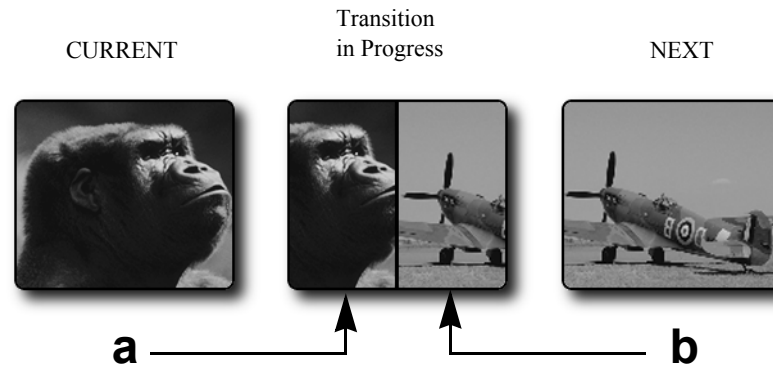 CURRENT
Transition
in Progress
NEXT
a
b